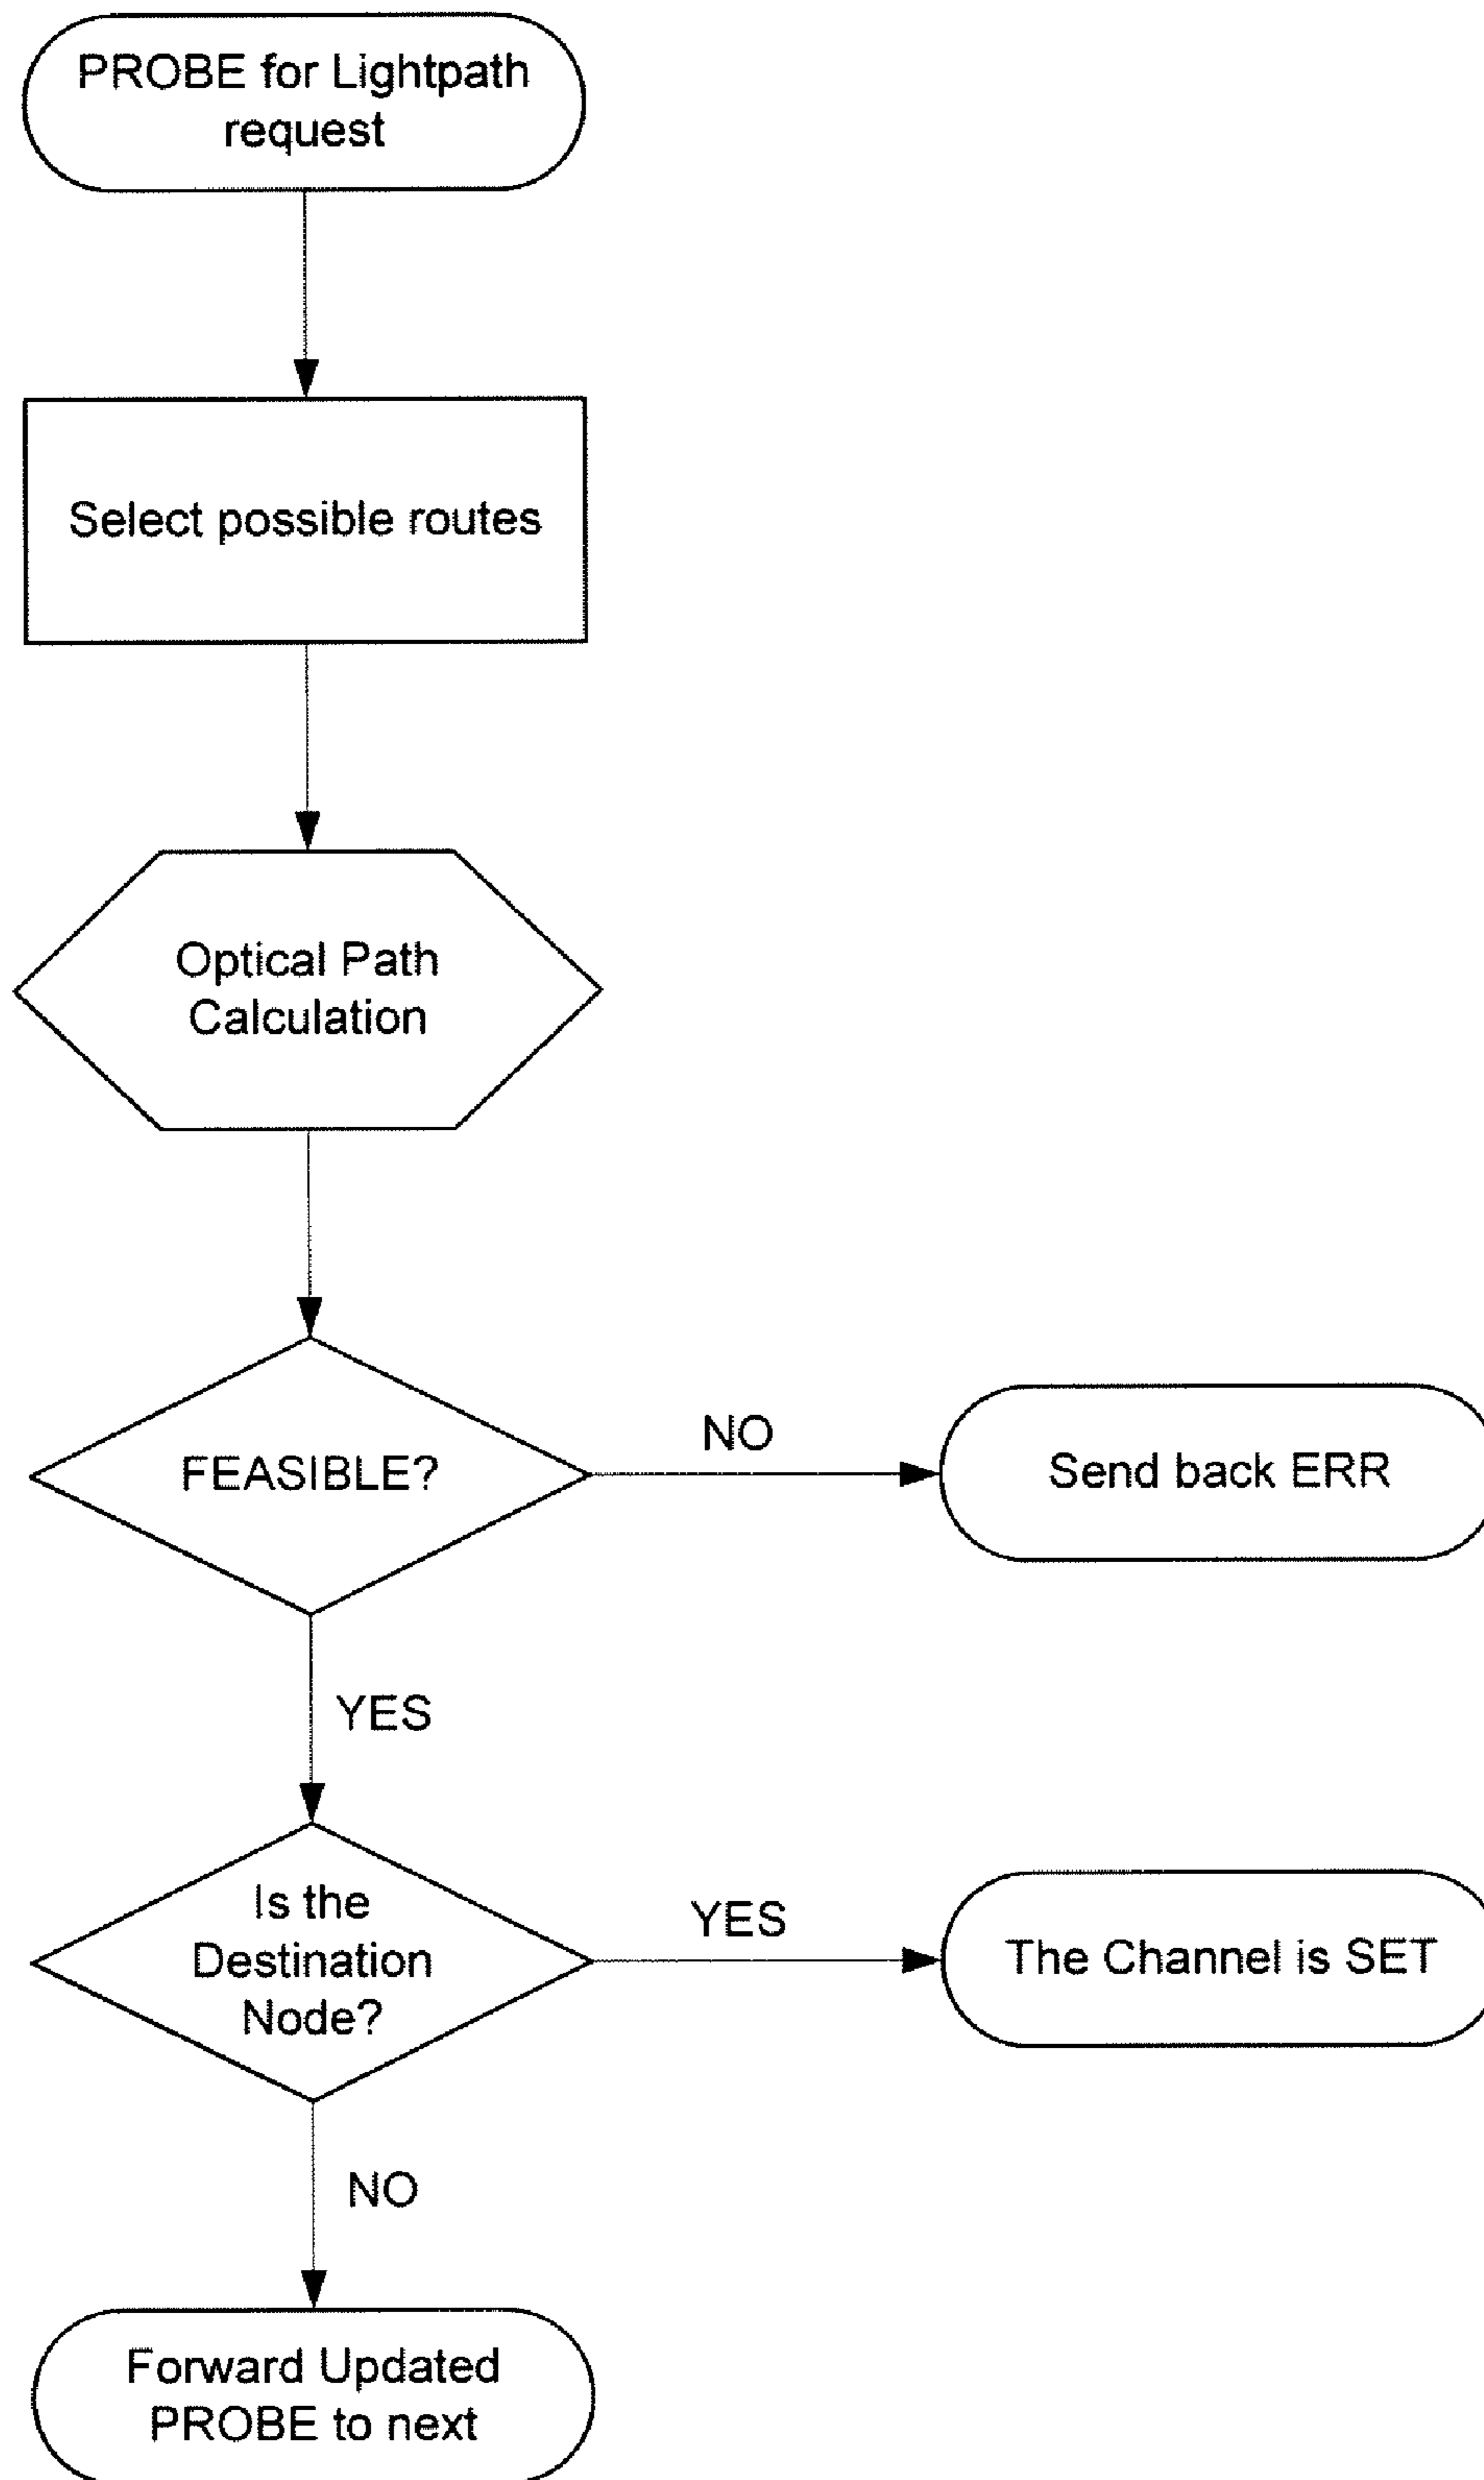 PROBE for Lightpath
request
Select possible routes
Optical Path
Calculation
FEASIBLE?
NO
Send back ERR
YES
Is the
Destination
Node?
YES
The Channel is SET
NO
Forward Updated
PROBE to next